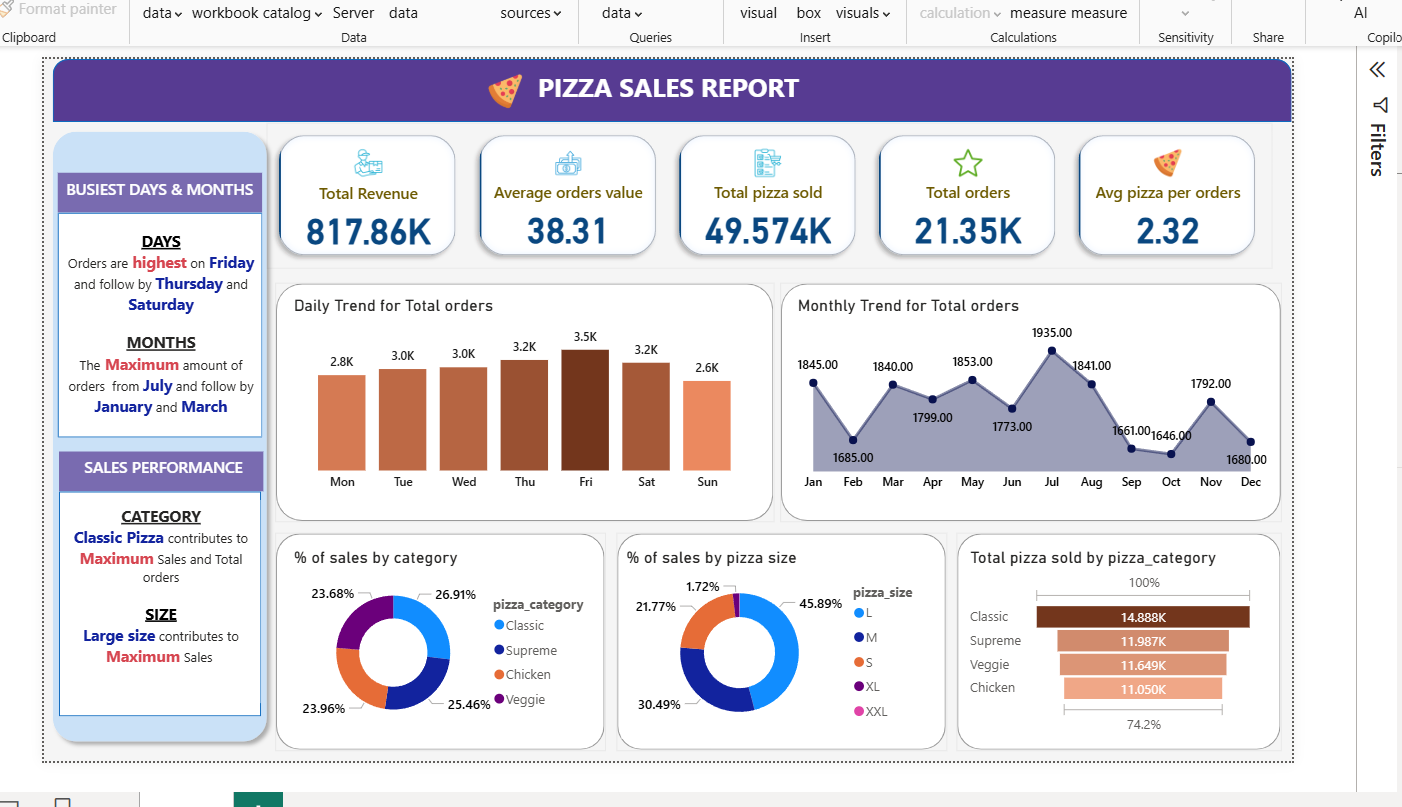 Format painter
data workbook catalog Server data sources data visual box visuals calculation measure measure AI
Clipboard Data Queries Insert Calculations Sensitivity Share Copilo
PIZZA SALES REPORT
Filters
BUSIEST DAYS & MONTHS
DAYS
Orders are highest on Friday
and follow by Thursday and
Saturday
MONTHS
The Maximum amount of
orders from July and follow by
January and March
SALES PERFORMANCE
CATEGORY
Classic Pizza contributes to
Maximum Sales and Total
orders
SIZE
Large size contributes to
Maximum Sales
Total Revenue
817.86K
Average orders value
38.31
Total pizza sold
49.574K
Total orders
21.35K
Avg pizza per orders
2.32
Daily Trend for Total orders
2.8K 3.0K 3.0K 3.2K 3.5K 3.2K 2.6K
Mon Tue Wed Thu Fri Sat Sun
Monthly Trend for Total orders
1845.00 1685.00 1840.00 1799.00 1853.00 1773.00 1935.00 1841.00 1661.00 1646.00 1792.00 1680.00
Jan Feb Mar Apr May Jun Jul Aug Sep Oct Nov Dec
% of sales by category
23.68% 26.91%
23.96% 25.46%
pizza_category
Classic
Supreme
Chicken
Veggie
% of sales by pizza size
1.72%
21.77% 45.89%
30.49%
pizza_size
L
M
S
XL
XXL
Total pizza sold by pizza_category
100%
Classic 14.888K
Supreme 11.987K
Veggie 11.649K
Chicken 11.050K
74.2%